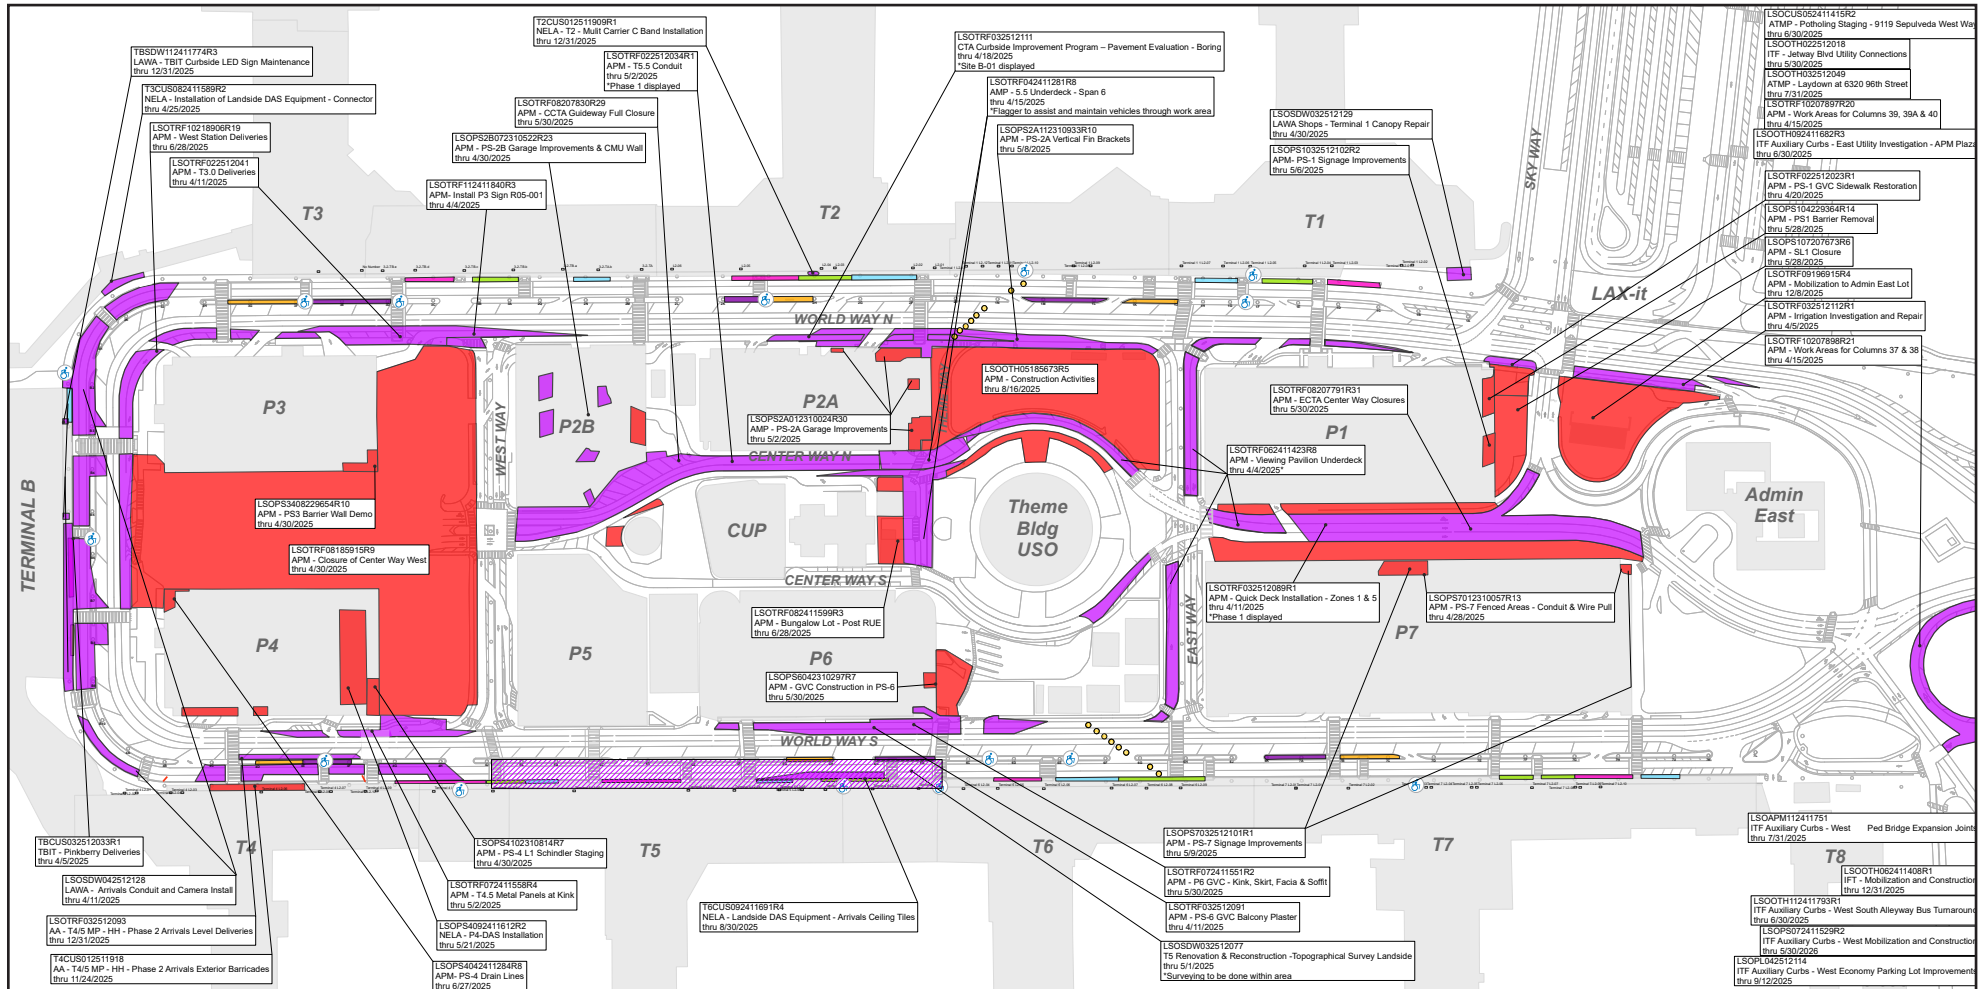 T2CUS012511909R1
NELA - T2 - Mulit Carrier C Band Installation
thru 12/31/2025
TBSDW112411774R3
LAWA - TBIT Curbside LED Sign Maintenance
thru 12/31/2025
LSOTRF022512034R1
APM - T5.5 Conduit
thru 5/2/2025
*Phase 1 displayed
LSOTRF032512111
CTA Curbside Improvement Program – Pavement Evaluation - Boring
thru 4/18/2025
*Site B-01 displayed
T3CUS082411589R2
NELA - Installation of Landside DAS Equipment - Connector
thru 4/25/2025
LSOTRF08207830R29
APM - CCTA Guideway Full Closure
thru 5/30/2025
LSOTRF042411281R8
AMP - 5.5 Underdeck - Span 6
thru 4/15/2025
*Flagger to assist and maintain vehicles through work area
LSOTRF10218906R19
APM - West Station Deliveries
thru 6/28/2025
LSOPS2B072310522R23
APM - PS-2B Garage Improvements & CMU Wall
thru 4/30/2025
LSOPS2A112310933R10
APM - PS-2A Vertical Fin Brackets
thru 5/8/2025
LSOTRF022512041
APM - T3.0 Deliveries
thru 4/11/2025
LSOTRF112411840R3
APM- Install P3 Sign R05-001
thru 4/4/2025
LSOSDW032512129
LAWA Shops - Terminal 1 Canopy Repair
thru 4/30/2025
LSOPS1032512102R2
APM- PS-1 Signage Improvements
thru 5/6/2025
LSOCUS052411415R2
ATMP - Potholing Staging - 9119 Sepulveda West Way
thru 6/30/2025
LSOOTH022512018
ITF - Jetway Blvd Utility Connections
thru 5/30/2025
LSOOTH032512049
ATMP - Laydown at 6320 96th Street
thru 7/31/2025
LSOTRF10207897R20
APM - Work Areas for Columns 39, 39A & 40
thru 4/15/2025
LSOOTH092411682R3
ITF Auxiliary Curbs - East Utility Investigation - APM Plaza
thru 6/30/2025
LSOTRF022512023R1
APM - PS-1 GVC Sidewalk Restoration
thru 4/20/2025
LSOPS104229364R14
APM - PS1 Barrier Removal
thru 5/28/2025
LSOPS107207673R6
APM - SL1 Closure
thru 5/28/2025
LSOTRF09196915R4
APM - Mobilization to Admin East Lot
thru 12/8/2025
LSOTRF032512112R1
APM - Irrigation Investigation and Repair
thru 4/5/2025
LSOTRF10207898R21
APM - Work Areas for Columns 37 & 38
thru 4/15/2025
T3
T2
T1
SKY WAY
LAX-it
WORLD WAY N
P3
P2B
P2A
P1
WEST WAY
CENTER WAY N
LSOOTH05185673R5
APM - Construction Activities
thru 8/16/2025
LSOPS2A012310024R30
AMP - PS-2A Garage Improvements
thru 5/2/2025
LSOTRF08207791R31
APM - ECTA Center Way Closures
thru 5/30/2025
LSOTRF062411423R8
APM - Viewing Pavilion Underdeck
thru 4/4/2025*
LSOPS3408229654R10
APM - PS3 Barrier Wall Demo
thru 4/30/2025
LSOTRF08185915R9
APM - Closure of Center Way West
thru 4/30/2025
TERMINAL B
CUP
Theme
Bldg
USO
Admin
East
CENTER WAY S
EAST WAY
LSOTRF032512089R1
APM - Quick Deck Installation - Zones 1 & 5
thru 4/11/2025
*Phase 1 displayed
LSOPS7012310057R13
APM - PS-7 Fenced Areas - Conduit & Wire Pull
thru 4/28/2025
LSOTRF082411599R3
APM - Bungalow Lot - Post RUE
thru 6/28/2025
P4
P5
P6
P7
LSOPS6042310297R7
APM - GVC Construction in PS-6
thru 5/30/2025
WORLD WAY S
T4
T5
T6
T7
T8
TBCUS032512033R1
TBIT - Pinkberry Deliveries
thru 4/5/2025
LSOSDW042512128
LAWA - Arrivals Conduit and Camera Install
thru 4/11/2025
LSOTRF032512093
AA - T4/5 MP - HH - Phase 2 Arrivals Level Deliveries
thru 12/31/2025
T4CUS012511918
AA - T4/5 MP - HH - Phase 2 Arrivals Exterior Barricades
thru 11/24/2025
LSOPS4102310814R7
APM - PS-4 L1 Schindler Staging
thru 4/30/2025
LSOTRF072411558R4
APM - T4.5 Metal Panels at Kink
thru 5/2/2025
LSOPS4092411612R2
NELA - P4-DAS Installation
thru 5/21/2025
LSOPS4042411284R8
APM- PS-4 Drain Lines
thru 6/27/2025
T6CUS092411691R4
NELA - Landside DAS Equipment - Arrivals Ceiling Tiles
thru 8/30/2025
LSOPS7032512101R1
APM - PS-7 Signage Improvements
thru 5/9/2025
LSOTRF072411551R2
APM - P6 GVC - Kink, Skirt, Facia & Soffit
thru 5/30/2025
LSOTRF032512091
APM - PS-6 GVC Balcony Plaster
thru 4/11/2025
LSOSDW032512077
T5 Renovation & Reconstruction -Topographical Survey Landside
thru 5/1/2025
*Surveying to be done within area
LSOAPM112411751
ITF Auxiliary Curbs - West Ped Bridge Expansion Joints
thru 7/31/2025
LSOOTH062411408R1
IFT - Mobilization and Construction
thru 12/31/2025
LSOOTH112411793R1
ITF Auxiliary Curbs - West South Alleyway Bus Turnaround
thru 6/30/2025
LSOPS072411529R2
ITF Auxiliary Curbs - West Mobilization and Construction
thru 5/30/2026
LSOPL042512114
ITF Auxiliary Curbs - West Economy Parking Lot Improvements
thru 9/12/2025